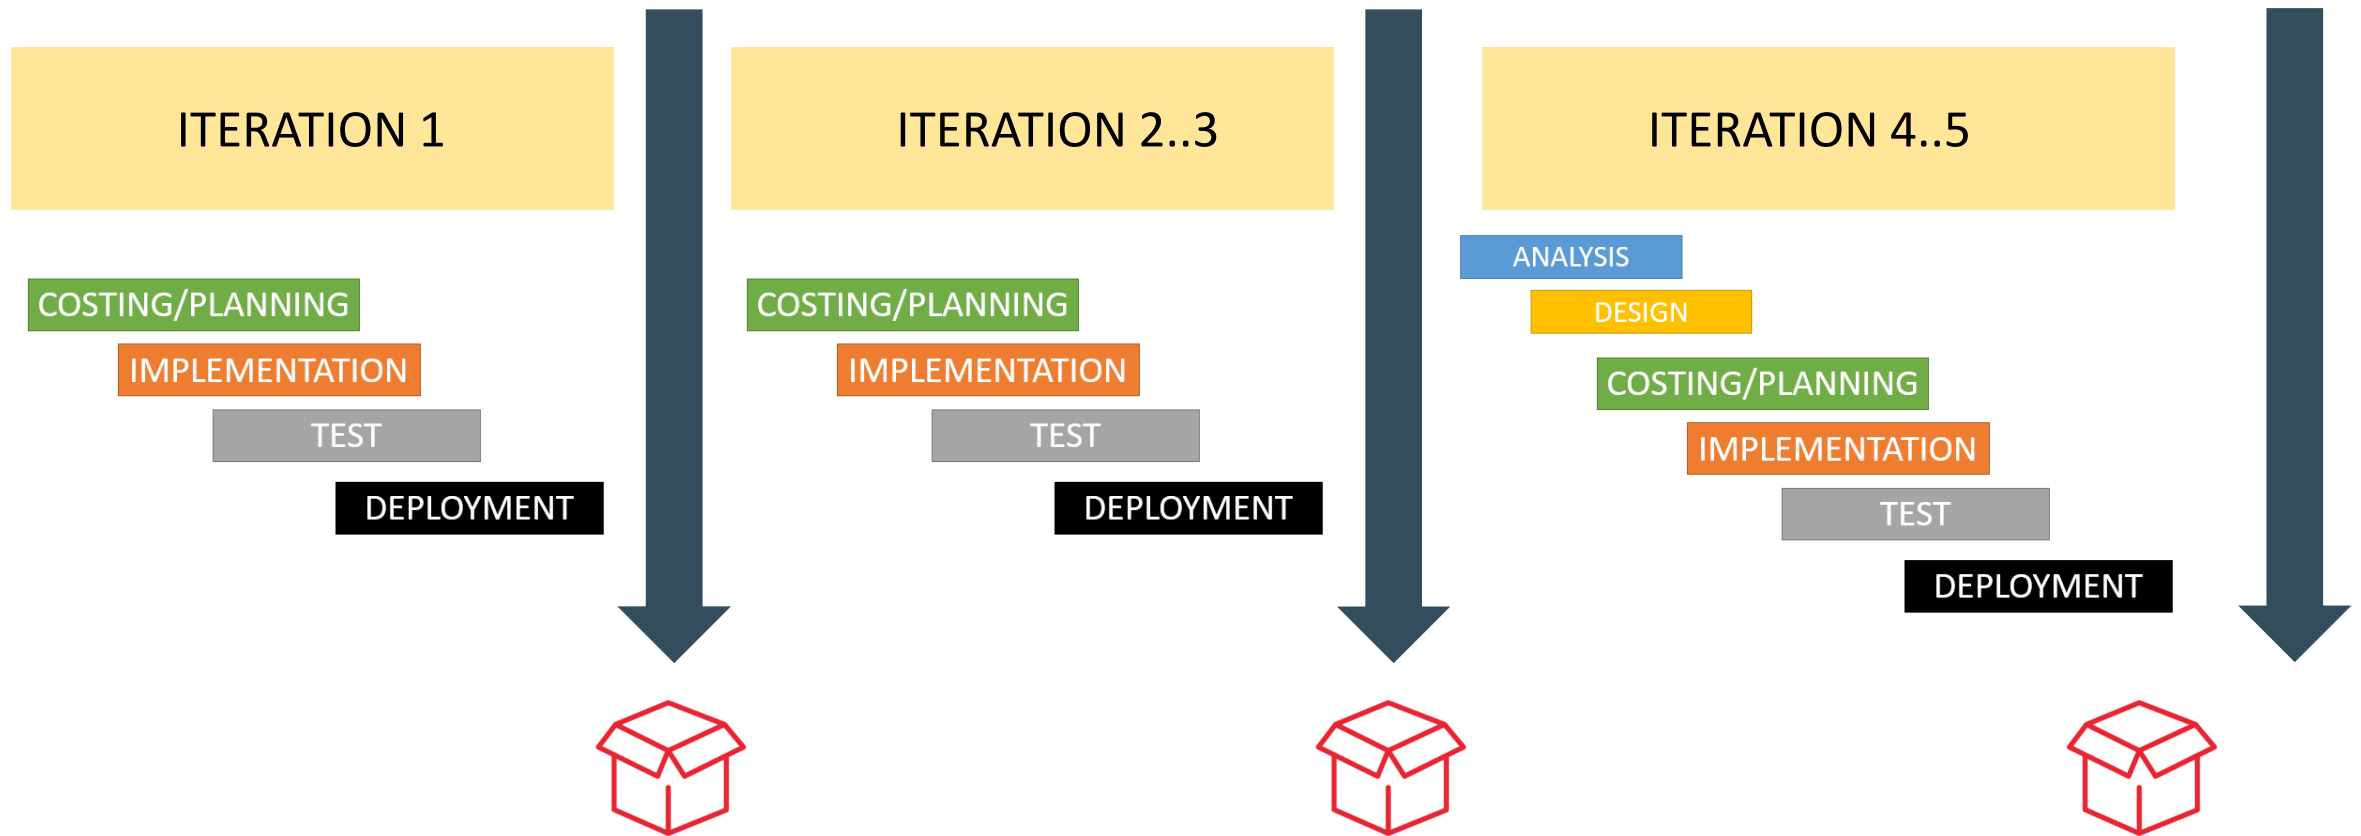 ITERATION 1
COSTING/PLANNING
IMPLEMENTATION
TEST
DEPLOYMENT
ITERATION 2..3
COSTING/PLANNING
IMPLEMENTATION
TEST
DEPLOYMENT
ITERATION 4..5
ANALYSIS
DESIGN
COSTING/PLANNING
IMPLEMENTATION
TEST
DEPLOYMENT